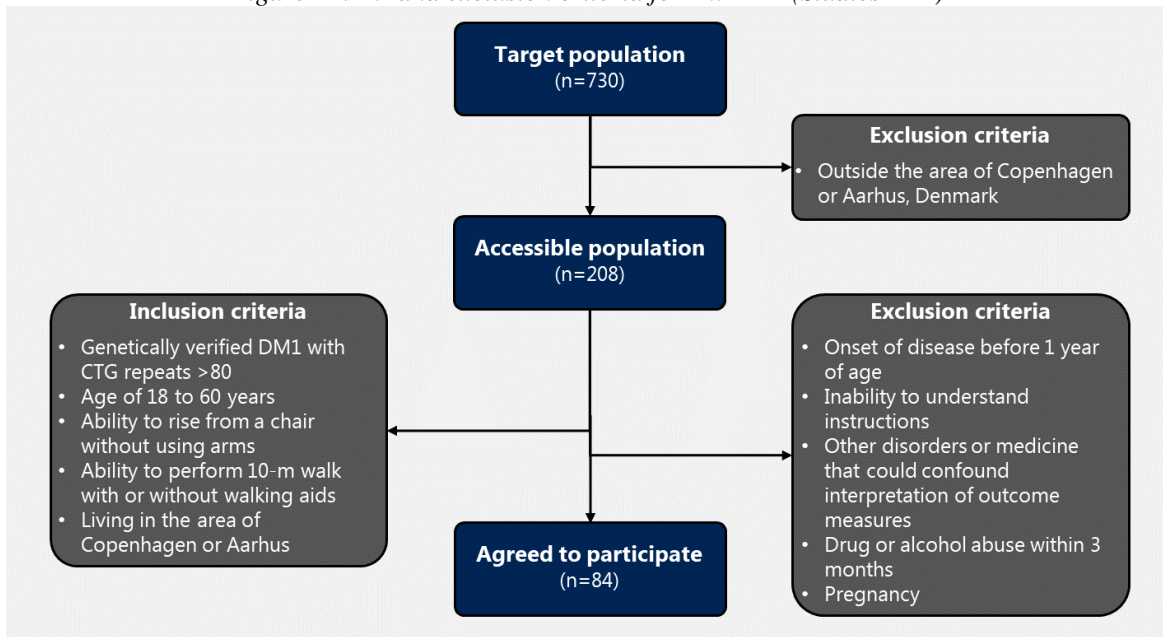 Target population
(n=730)
Exclusion criteria
• Outside the area of Copenhagen
or Aarhus, Denmark
Accessible population
(n=208)
Inclusion criteria
• Genetically verified DM1 with
CTG repeats >80
• Age of 18 to 60 years
• Ability to rise from a chair
without using arms
• Ability to perform 10-m walk
with or without walking aids
• Living in the area of
Copenhagen or Aarhus
Exclusion criteria
• Onset of disease before 1 year
of age
• Inability to understand
instructions
• Other disorders or medicine
that could confound
interpretation of outcome
measures
• Drug or alcohol abuse within 3
months
• Pregnancy
Agreed to participate
(n=84)